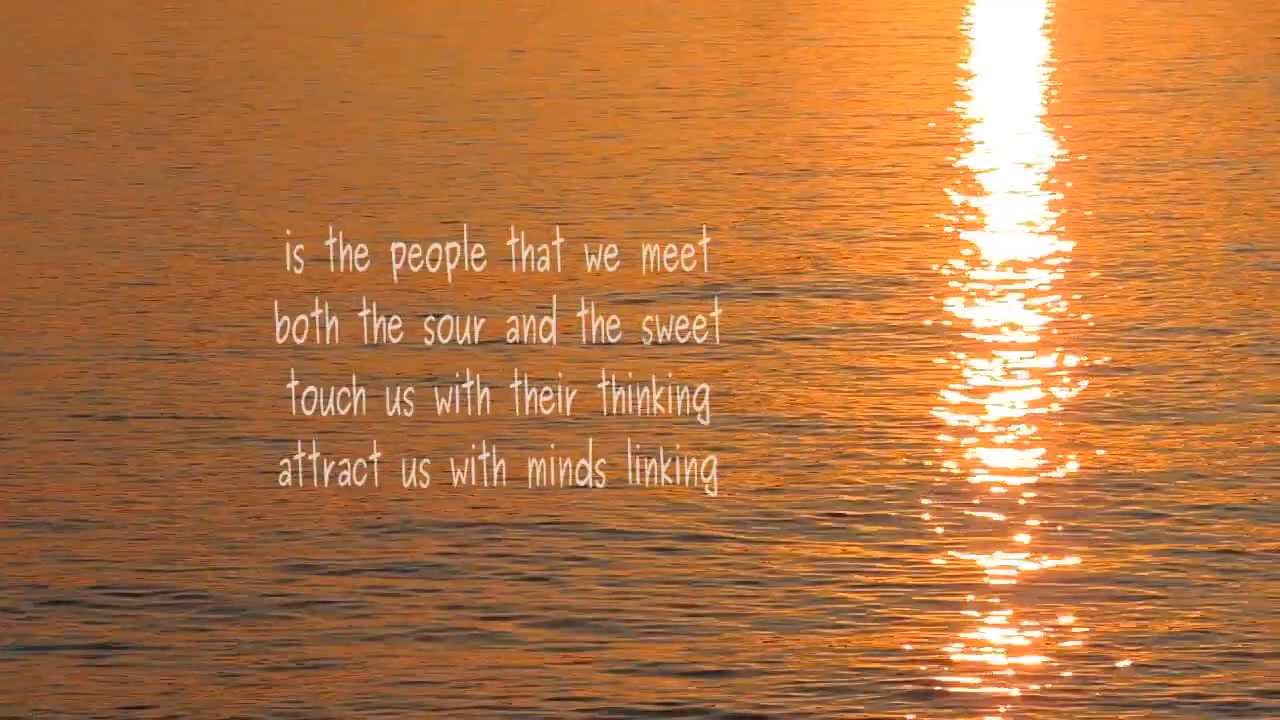 is the people that we meet
both the sour and the sweet
touch us with their thinking
attract us with minds linking